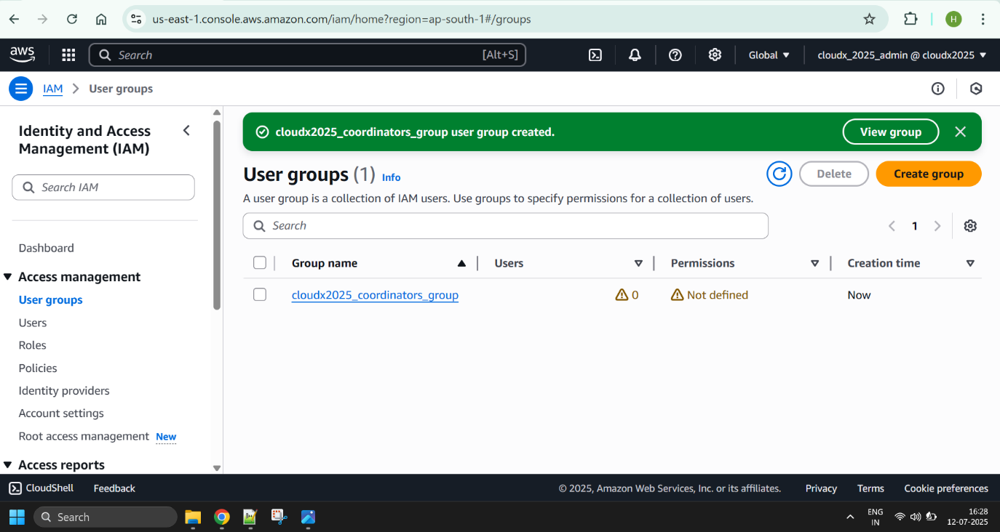 us-east-1.console.aws.amazon.com/iam/home?region=ap-south-1#/groups
H
aws
Search
[Alt+S]
Global
cloudx_2025_admin @ cloudx2025
IAM
User groups
Identity and Access
Management (IAM)
Search IAM
Dashboard
Access management
User groups
Users
Roles
Policies
Identity providers
Account settings
Root access management New
Access reports
cloudx2025_coordinators_group user group created.
View group
User groups (1) Info
Delete
Create group
A user group is a collection of IAM users. Use groups to specify permissions for a collection of users.
Search
1
Group name
Users
Permissions
Creation time
cloudx2025_coordinators_group
0
Not defined
Now
CloudShell
Feedback
© 2025, Amazon Web Services, Inc. or its affiliates.
Privacy
Terms
Cookie preferences
Search
ENG
IN
16:28
12-07-2025